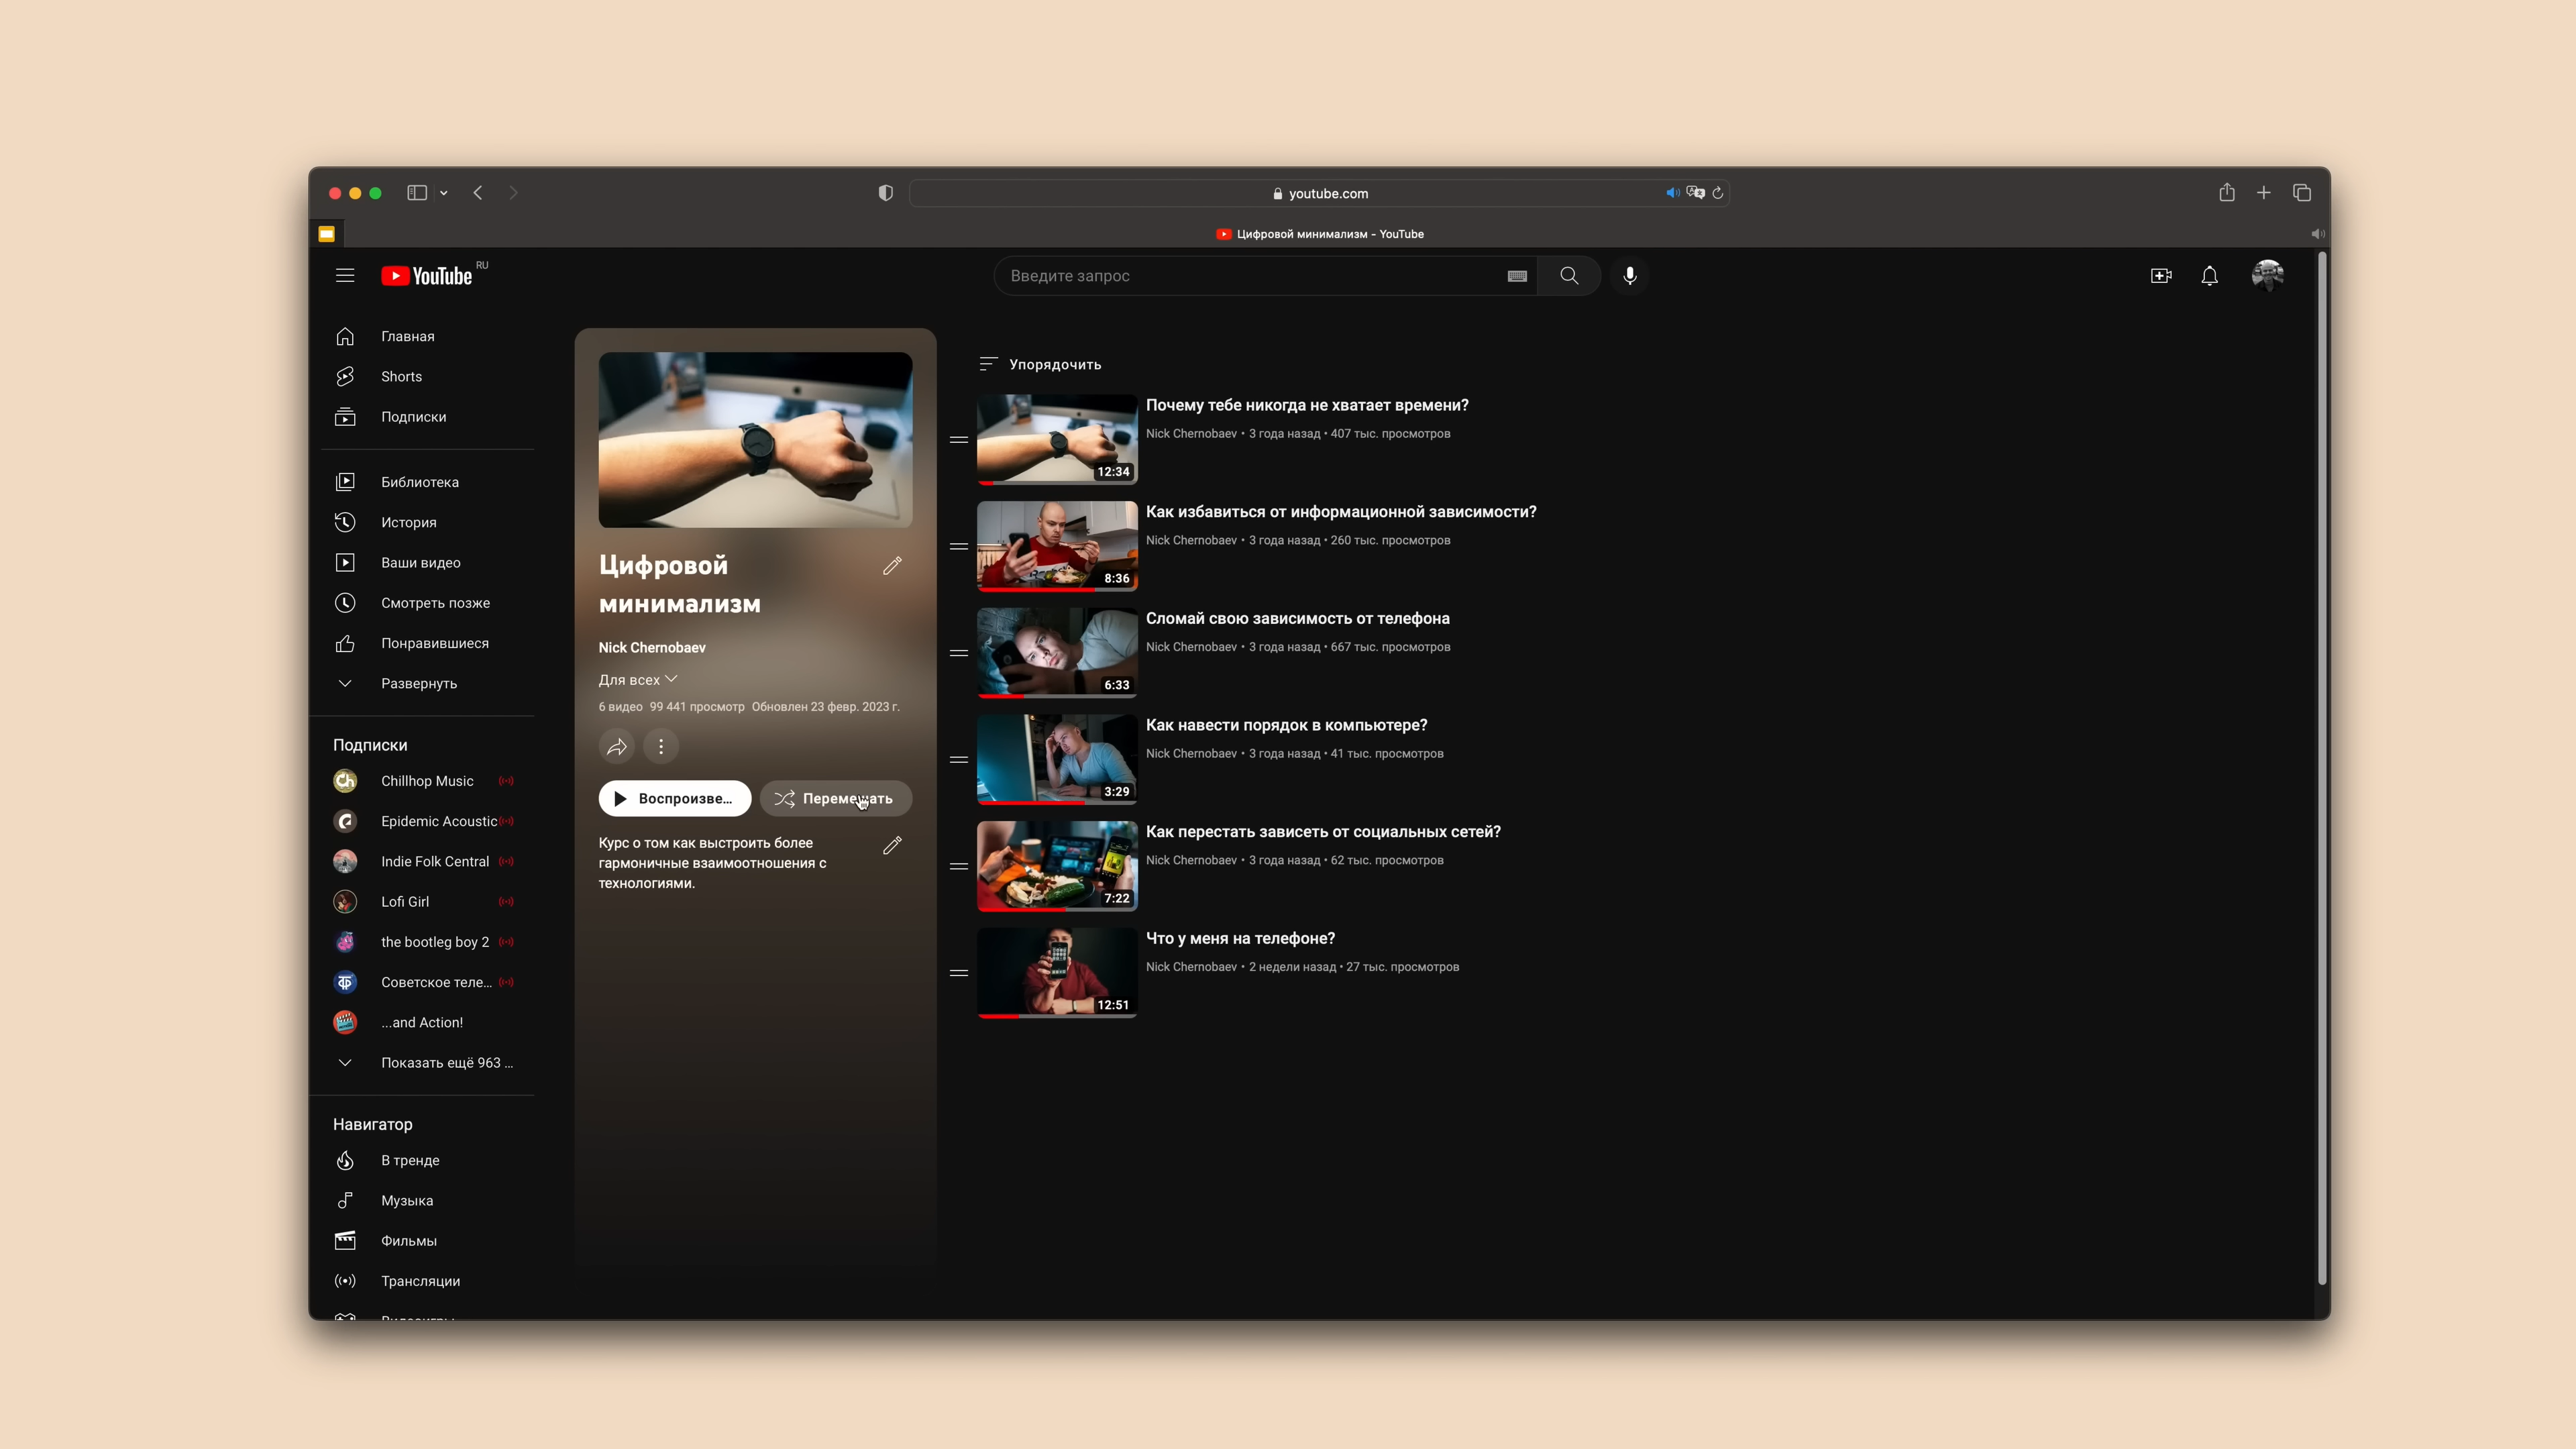 youtube.com
Цифровой минимализм - YouTube
YouTube RU
Введите запрос
Главная
Shorts
Подписки
Библиотека
История
Ваши видео
Смотреть позже
Понравившиеся
Развернуть
Подписки
Chillhop Music
Epidemic Acoustic
Indie Folk Central
Lofi Girl
the bootleg boy 2
Советское теле...
...and Action!
Показать ещё 963 ...
Навигатор
В тренде
Музыка
Фильмы
Трансляции
Цифровой
минимализм
Nick Chernobaev
Для всех
6 видео 99 441 просмотр Обновлен 23 февр. 2023 г.
Воспроизве...
Перемешать
Курс о том как выстроить более
гармоничные взаимоотношения с
технологиями.
Упорядочить
Почему тебе никогда не хватает времени?
Nick Chernobaev • 3 года назад • 407 тыс. просмотров
12:34
Как избавиться от информационной зависимости?
Nick Chernobaev • 3 года назад • 260 тыс. просмотров
8:36
Сломай свою зависимость от телефона
Nick Chernobaev • 3 года назад • 667 тыс. просмотров
6:33
Как навести порядок в компьютере?
Nick Chernobaev • 3 года назад • 41 тыс. просмотров
3:29
Как перестать зависеть от социальных сетей?
Nick Chernobaev • 3 года назад • 62 тыс. просмотров
7:22
Что у меня на телефоне?
Nick Chernobaev • 2 недели назад • 27 тыс. просмотров
12:51